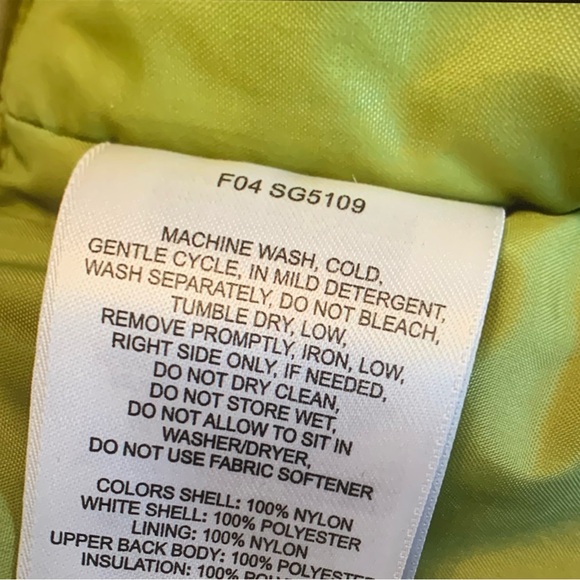 F04 SG5109
MACHINE WASH, COLD,
GENTLE CYCLE, IN MILD DETERGENT,
WASH SEPARATELY, DO NOT BLEACH,
TUMBLE DRY, LOW,
REMOVE PROMPTLY, IRON, LOW,
RIGHT SIDE ONLY, IF NEEDED,
DO NOT DRY CLEAN,
DO NOT STORE WET,
DO NOT ALLOW TO SIT IN
WASHER/DRYER,
DO NOT USE FABRIC SOFTENER
COLORS SHELL: 100% NYLON
WHITE SHELL: 100% POLYESTER
LINING: 100% NYLON
UPPER BACK BODY: 100% POLYESTER
INSULATION: 100% POLYESTER